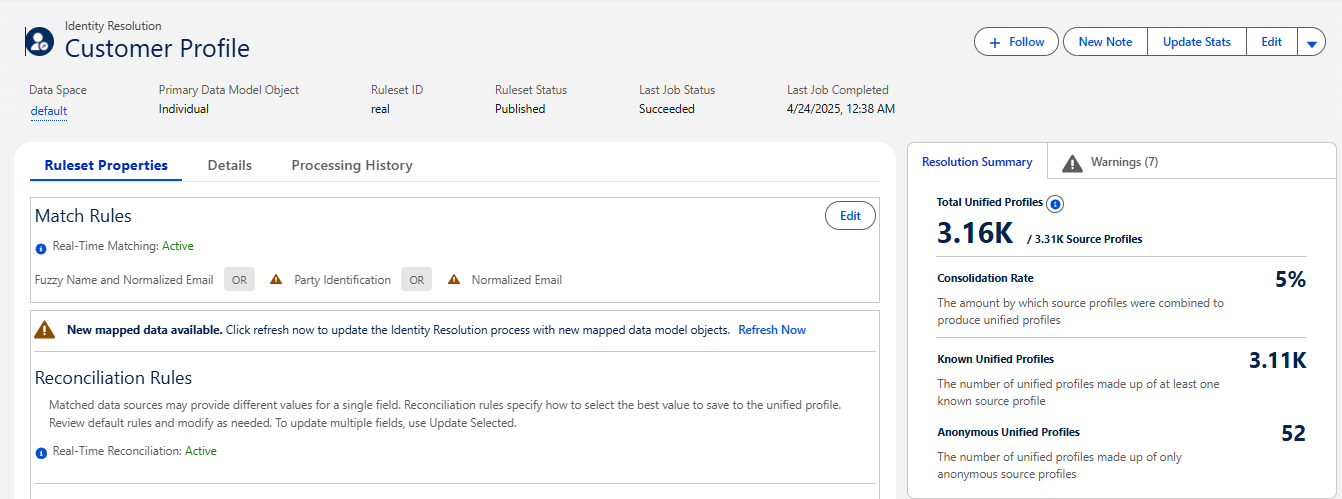 Identity Resolution
Customer Profile
Follow
New Note
Update Stats
Edit
Data Space
default
Primary Data Model Object
Individual
Ruleset ID
real
Ruleset Status
Published
Last Job Status
Succeeded
Last Job Completed
4/24/2025, 12:38 AM
Ruleset Properties
Details
Processing History
Match Rules
Edit
Real-Time Matching: Active
Fuzzy Name and Normalized Email OR Party Identification OR Normalized Email
New mapped data available. Click refresh now to update the Identity Resolution process with new mapped data model objects. Refresh Now
Reconciliation Rules
Matched data sources may provide different values for a single field. Reconciliation rules specify how to select the best value to save to the unified profile.
Review default rules and modify as needed. To update multiple fields, use Update Selected.
Real-Time Reconciliation: Active
Resolution Summary
Warnings (7)
Total Unified Profiles
3.16K / 3.31K Source Profiles
Consolidation Rate 5%
The amount by which source profiles were combined to
produce unified profiles
Known Unified Profiles 3.11K
The number of unified profiles made up of at least one
known source profile
Anonymous Unified Profiles 52
The number of unified profiles made up of only
anonymous source profiles